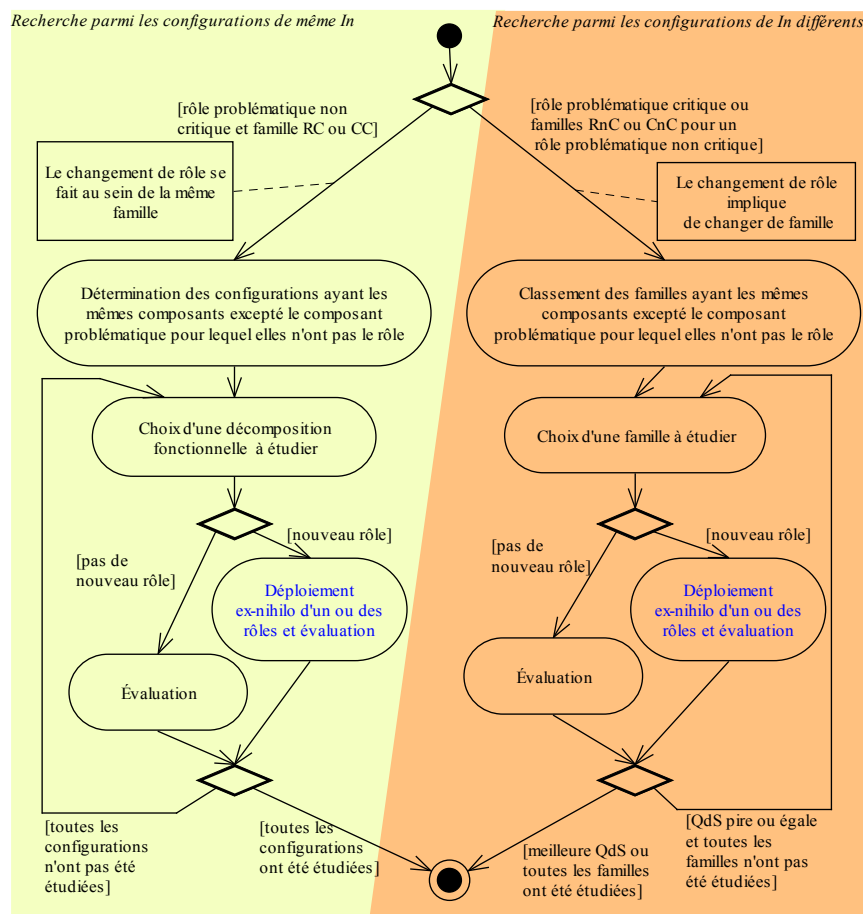 Recherche parmi les configurations de même In
Recherche parmi les configurations de In différents
[rôle problématique non
critique et famille RC ou CC]
[rôle problématique critique ou
familles RnC ou CnC pour un
rôle problématique non critique]
Le changement de rôle se
fait au sein de la même
famille
Le changement de rôle
implique
de changer de famille
Détermination des configurations ayant les
mêmes composants excepté le composant
problématique pour lequel elles n'ont pas le rôle
Classement des familles ayant les mêmes
composants excepté le composant
problématique pour lequel elles n'ont pas le rôle
Choix d'une décomposition
fonctionnelle à étudier
Choix d'une famille à étudier
[pas de
nouveau rôle]
[nouveau rôle]
[pas de
nouveau rôle]
[nouveau rôle]
Déploiement
ex-nihilo d'un ou des
rôles et évaluation
Déploiement
ex-nihilo d'un ou des
rôles et évaluation
Évaluation
Évaluation
[toutes les
configurations
n'ont pas été
étudiées]
[toutes les
configurations
ont été étudiées]
[meilleure QdS ou
toutes les familles
ont été étudiées]
[QdS pire ou égale
et toutes les
familles n'ont pas
été étudiées]